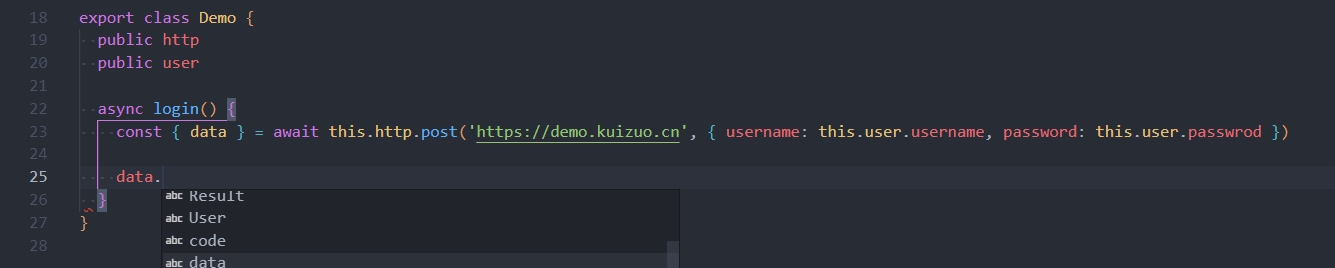 18 export class Demo {
19 public http
20 public user
21
22 async login() {
23 const { data } = await this.http.post('https://demo.kuizuo.cn', { username: this.user.username, password: this.user.passwrod })
24
25 data.
abc Result
26 }
abc User
27 }
abc code
28
abc data